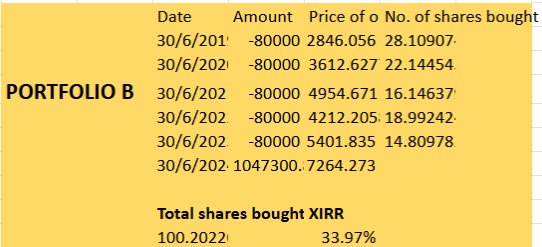 Date Amount Price of o No. of shares bought
30/6/201 -80000 2846.056 28.10907
30/6/202 -80000 3612.627 22.14454
PORTFOLIO B 30/6/202 -80000 4954.671 16.14637
30/6/202 -80000 4212.205 18.99242
30/6/202 -80000 5401.835 14.80978
30/6/202 1047300. 7264.273
Total shares bought XIRR
100.2022 33.97%